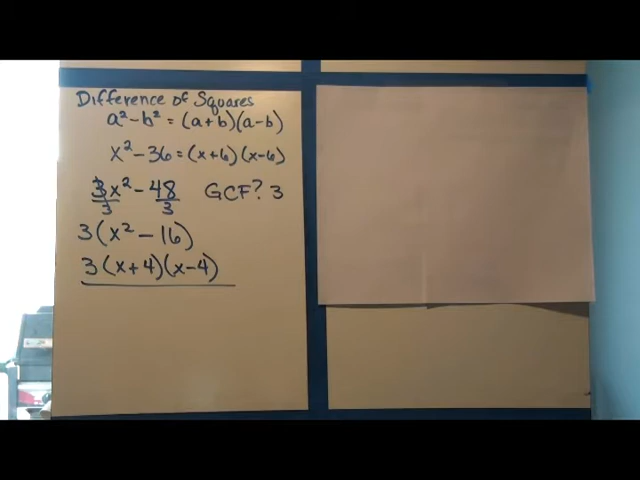 Difference of Squares
a² - b² = (a+b)(a-b)
x² - 36 = (x+6)(x-6)
3x² - 48 GCF? 3
3 3
3(x² - 16)
3(x+4)(x-4)